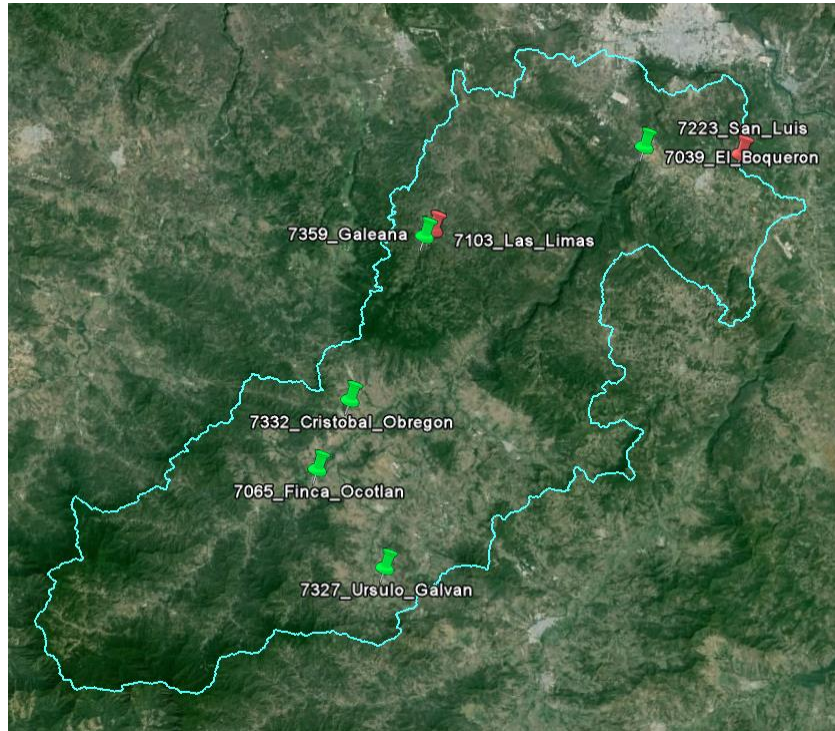 7223_San_Luis
7039_El_Boqueron
7359_Galeana
7103_Las_Limas
7332_Cristobal_Obregon
7065_Finca_Ocotlan
7327_Ursulo_Galvan